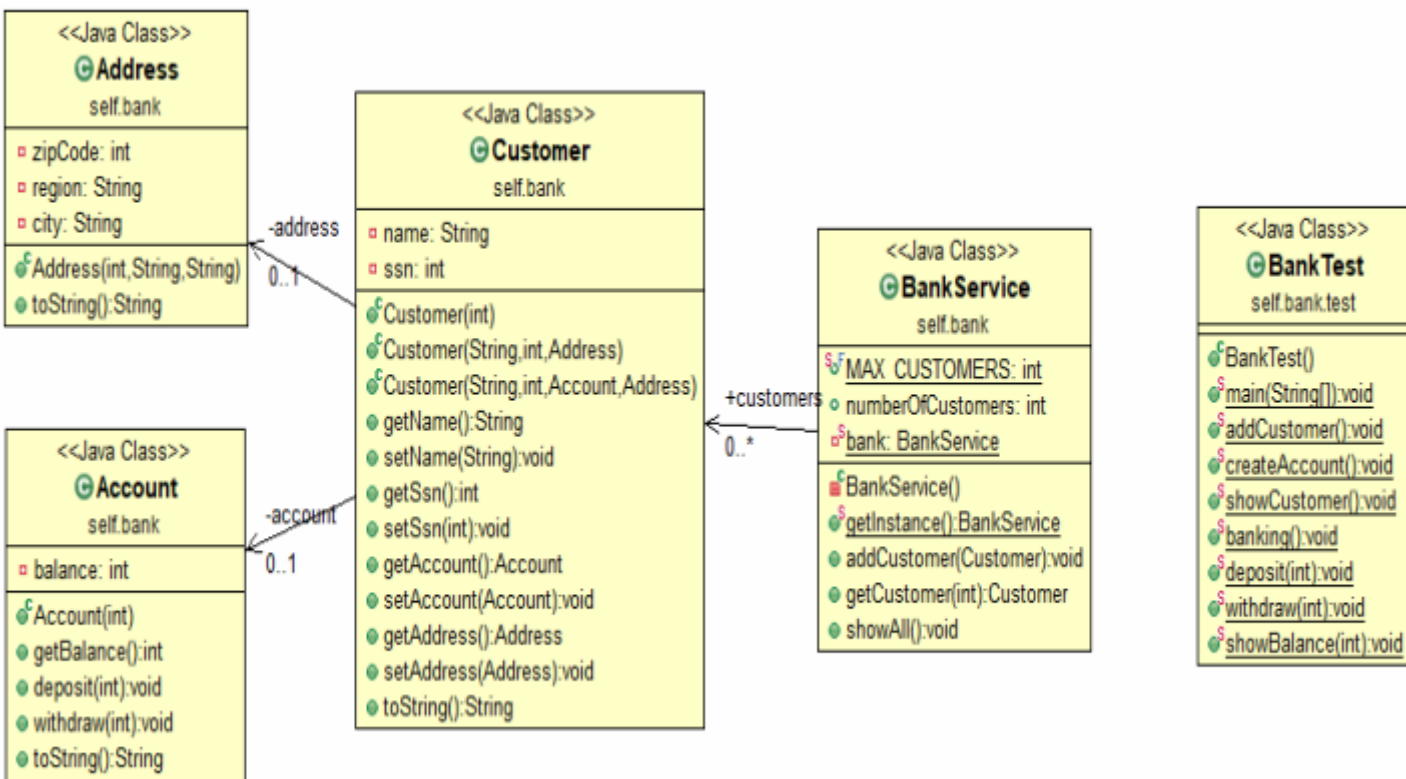 <<Java Class>>
Address
self.bank
zipCode: int
region: String
city: String
Address(int,String,String)
toString():String
<<Java Class>>
Account
self.bank
balance: int
Account(int)
getBalance():int
deposit(int):void
withdraw(int):void
toString():String
-address
0..1
-account
0..1
<<Java Class>>
Customer
self.bank
name: String
ssn: int
Customer(int)
Customer(String,int,Address)
Customer(String,int,Account,Address)
getName():String
setName(String):void
getSsn():int
setSsn(int):void
getAccount():Account
setAccount(Account):void
getAddress():Address
setAddress(Address):void
toString():String
+customers
0..*
<<Java Class>>
BankService
self.bank
MAX_CUSTOMERS: int
numberOfCustomers: int
bank: BankService
BankService()
getInstance():BankService
addCustomer(Customer):void
getCustomer(int):Customer
showAll():void
<<Java Class>>
BankTest
self.bank.test
BankTest()
main(String[]):void
addCustomer():void
createAccount():void
showCustomer():void
banking():void
deposit(int):void
withdraw(int):void
showBalance(int):void